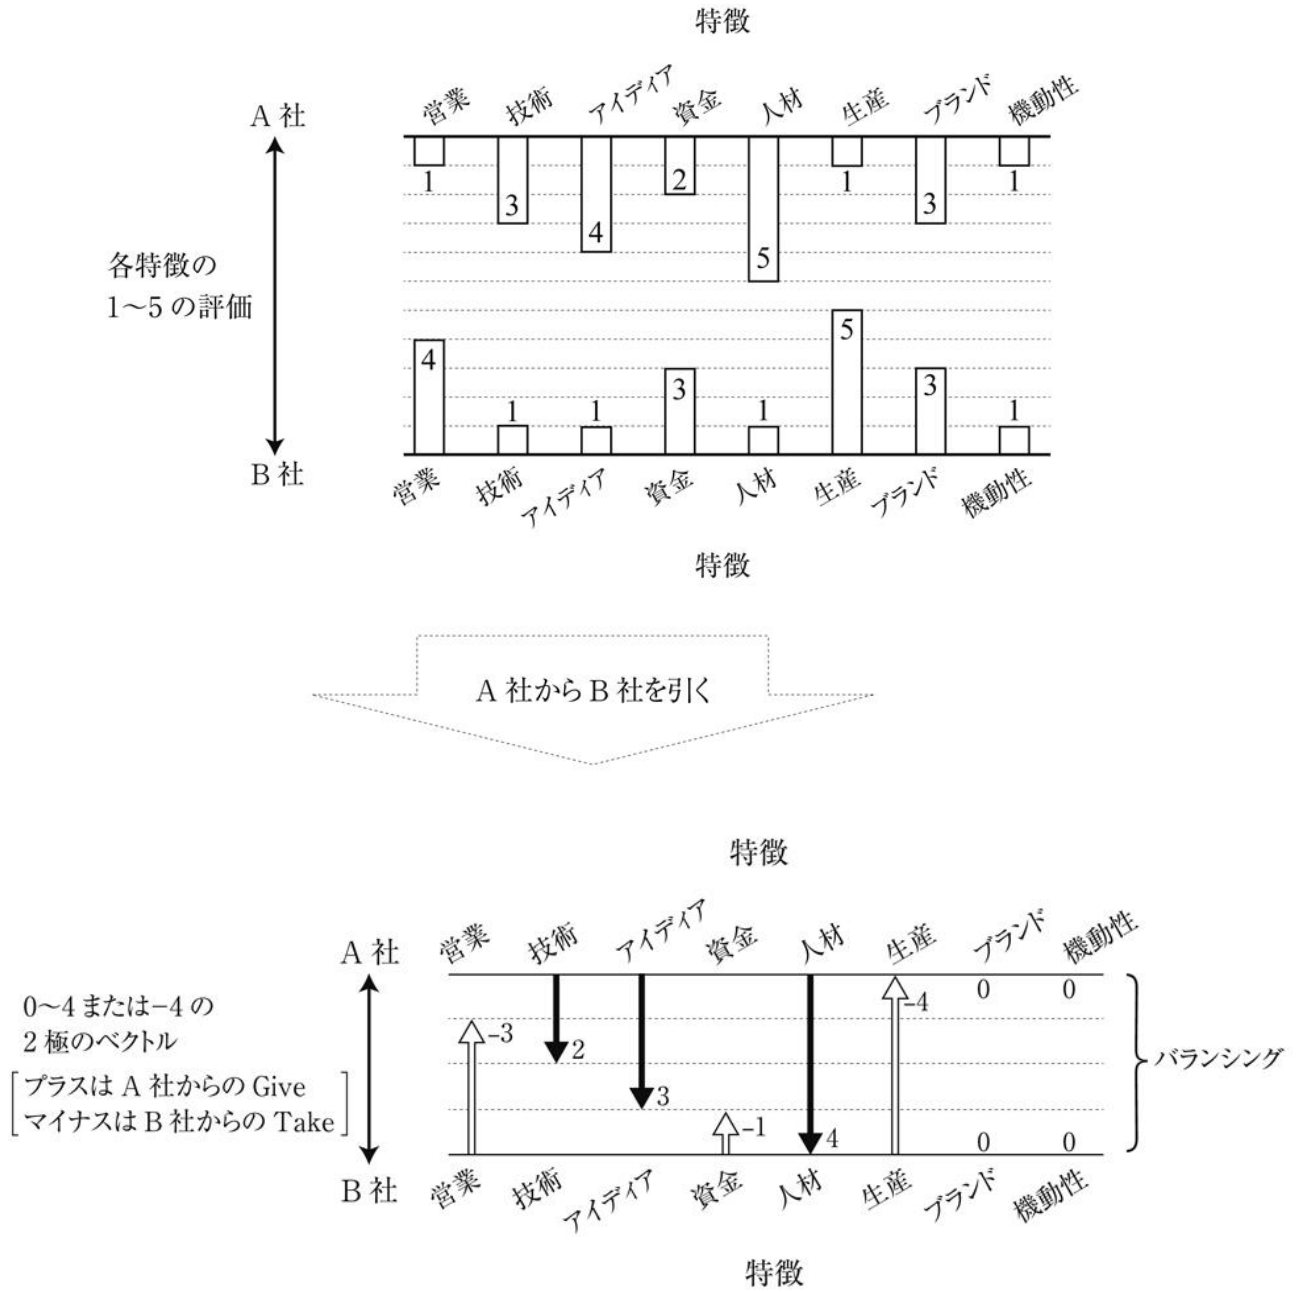 特徴
A 社
営業 技術 アイディア 資金 人材 生産 ブランド 機動性
1 3 4 2 5 1 3 1
各特徴の
1〜5 の評価
4 1 1 3 1 5 3 1
B 社
営業 技術 アイディア 資金 人材 生産 ブランド 機動性
特徴
A 社から B 社を引く
特徴
A 社
営業 技術 アイディア 資金 人材 生産 ブランド 機動性
0〜4 または−4 の
2 極のベクトル
プラスは A 社からの Give
マイナスは B 社からの Take
−3 2 3 −1 4 −4 0 0
0 0
バランシング
B 社
営業 技術 アイディア 資金 人材 生産 ブランド 機動性
特徴